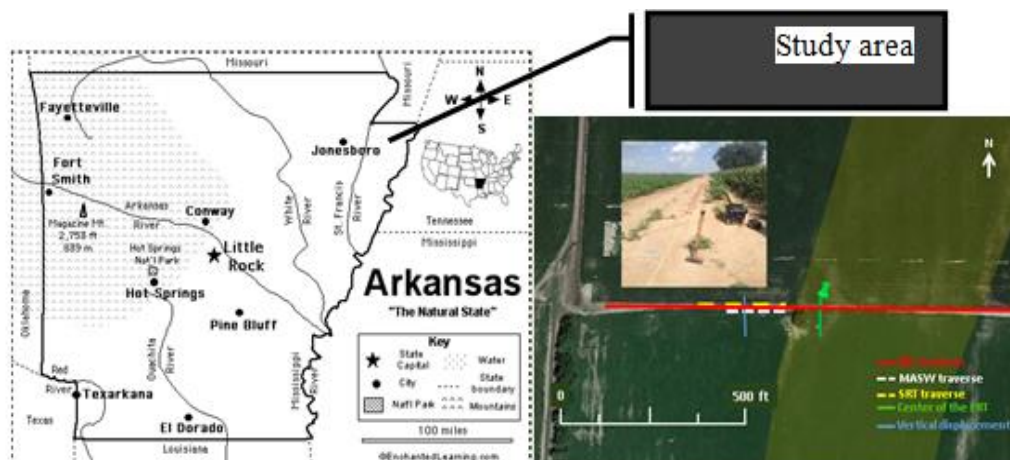 Study area
Missouri
Missouri
Fayetteville
N
W E
S
Jonesboro
Fort
Smith
Arkansas
River
White
River
St. Francis
River
Conway
Magazine Mt.
2,753 ft
839 m.
Hot Springs
Nat'l Park
Little
Rock
Tennessee
Mississippi
Hot Springs
Arkansas
"The Natural State"
Oklahoma
Pine Bluff
Ouachita
River
Mississippi
River
Key
State
Capital
Water
City
State
boundary
Nat'l Park
Mountains
Red
River
Texarkana
Texas
El Dorado
Louisiana
100 miles
©EnchantedLearning.com
N
MASW traverse
SRT traverse
Center of the ERT
Vertical displacement
0 500 ft